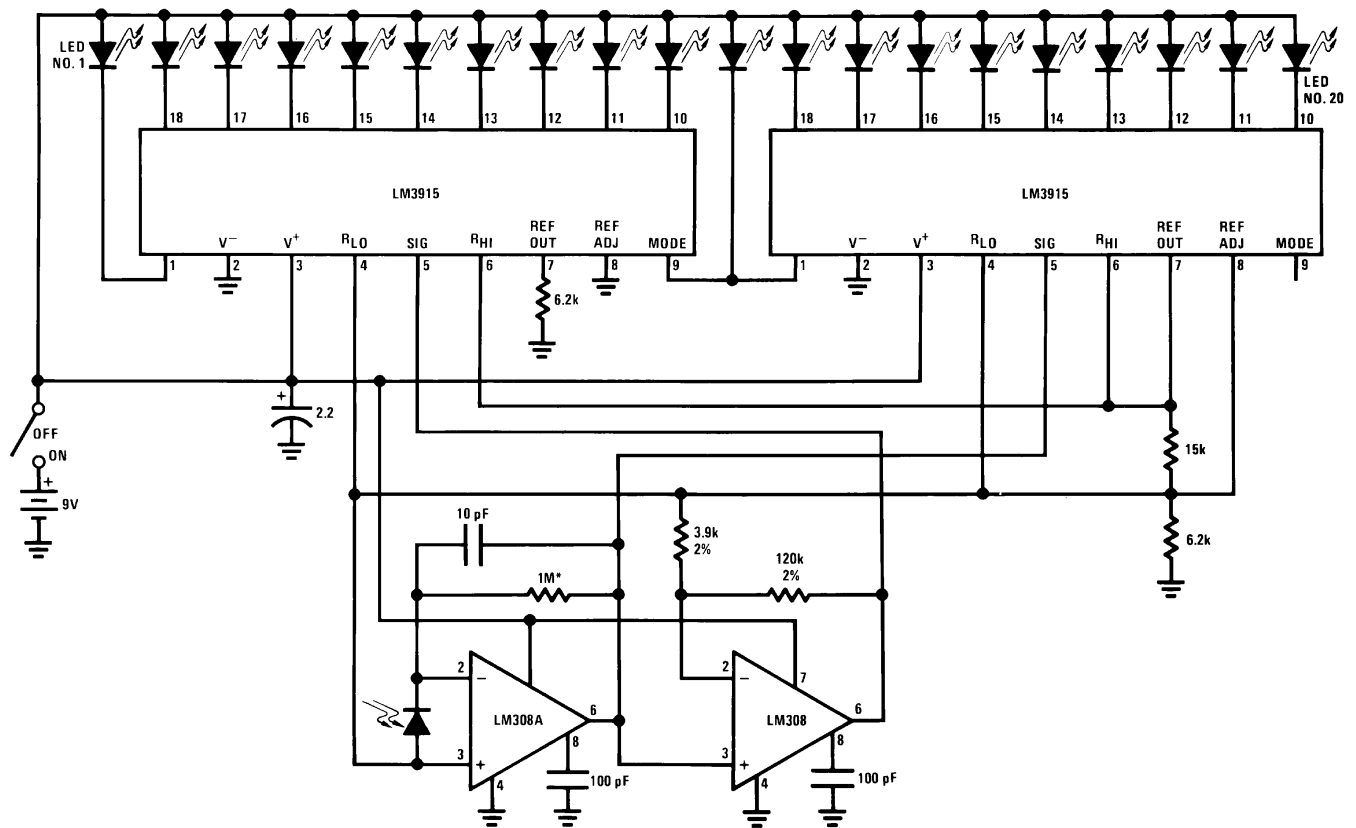 LED
NO. 1
LED
NO. 20
18 17 16 15 14 13 12 11 10
18 17 16 15 14 13 12 11 10
LM3915
LM3915
V− V+ RLO SIG RHI REF OUT REF ADJ MODE
V− V+ RLO SIG RHI REF OUT REF ADJ MODE
1 2 3 4 5 6 7 8 9
1 2 3 4 5 6 7 8 9
6.2k
+
2.2
OFF
ON
+
9V
15k
6.2k
10 pF
3.9k
2%
120k
2%
1M*
2
−
LM308A
6
3
+
8
4
100 pF
2
−
7
LM308
6
3
+
8
4
100 pF